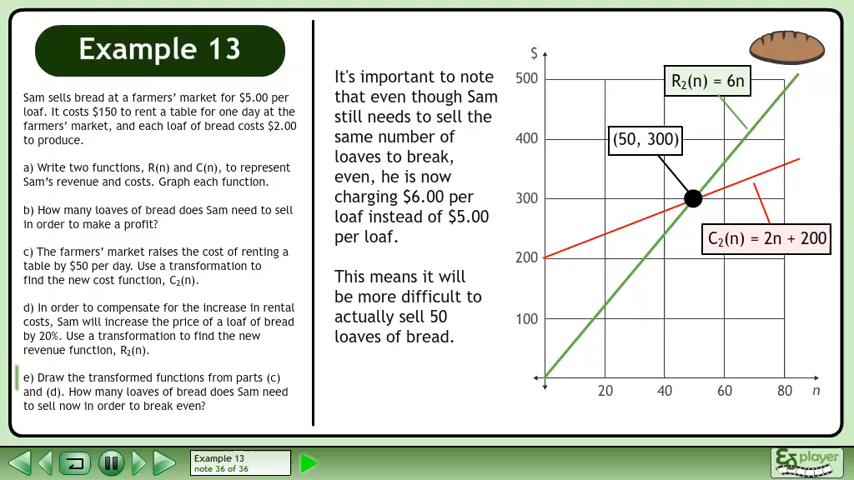 Example 13
Sam sells bread at a farmers' market for $5.00 per
loaf. It costs $150 to rent a table for one day at the
farmers' market, and each loaf of bread costs $2.00
to produce.
a) Write two functions, R(n) and C(n), to represent
Sam's revenue and costs. Graph each function.
b) How many loaves of bread does Sam need to sell
in order to make a profit?
c) The farmers' market raises the cost of renting a
table by $50 per day. Use a transformation to
find the new cost function, C₂(n).
d) In order to compensate for the increase in rental
costs, Sam will increase the price of a loaf of bread
by 20%. Use a transformation to find the new
revenue function, R₂(n).
e) Draw the transformed functions from parts (c)
and (d). How many loaves of bread does Sam need
to sell now in order to break even?
It's important to note
that even though Sam
still needs to sell the
same number of
loaves to break,
even, he is now
charging $6.00 per
loaf instead of $5.00
per loaf.
This means it will
be more difficult to
actually sell 50
loaves of bread.
$
500
400
300
200
100
20 40 60 80 n
R₂(n) = 6n
(50, 300)
C₂(n) = 2n + 200
Example 13
note 36 of 36
player